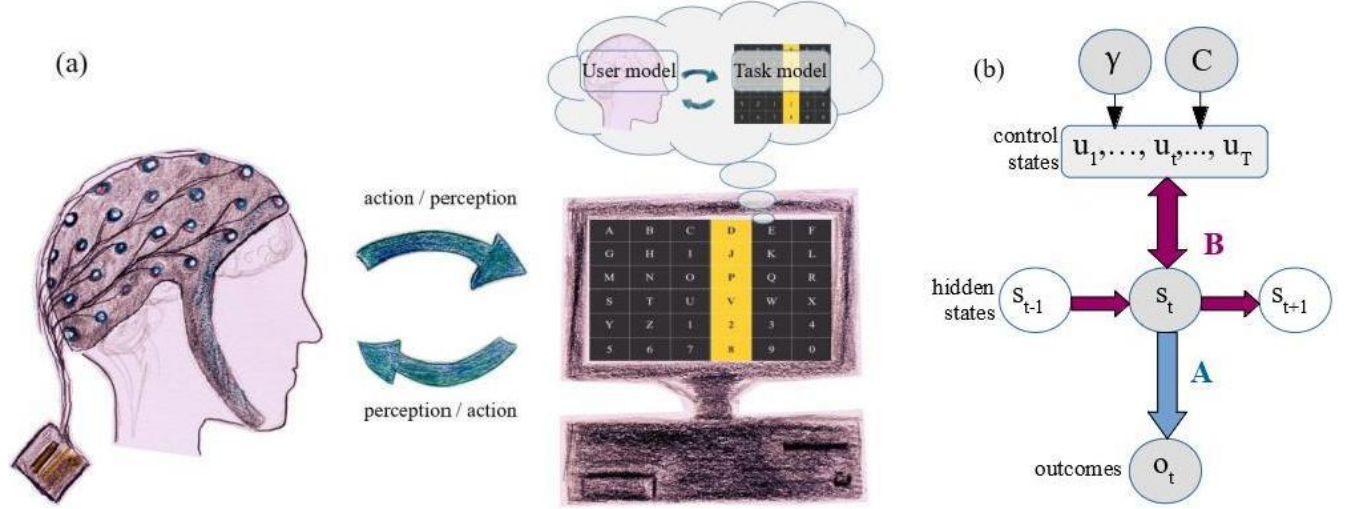 (a)
User model
Task model
action / perception
A B C D E F
G H I J K L
M N O P Q R
S T U V W X
Y Z 1 2 3 4
5 6 7 8 9 0
perception / action
(b)
γ C
control
states
u1,…, ut,..., uT
B
hidden
states
st-1 st st+1
A
outcomes
ot